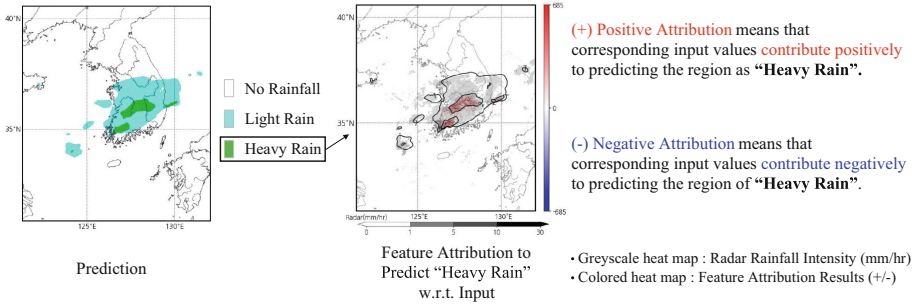 40°N
35°N
125°E
130°E
Prediction
No Rainfall
Light Rain
Heavy Rain
40°N
35°N
125°E
130°E
Radar(mm/hr)
0
1
5
10
30
685
0
-685
Feature Attribution to
Predict “Heavy Rain”
w.r.t. Input
(+) Positive Attribution means that
corresponding input values contribute positively
to predicting the region as “Heavy Rain”.
(-) Negative Attribution means that
corresponding input values contribute negatively
to predicting the region of “Heavy Rain”.
• Greyscale heat map : Radar Rainfall Intensity (mm/hr)
• Colored heat map : Feature Attribution Results (+/-)